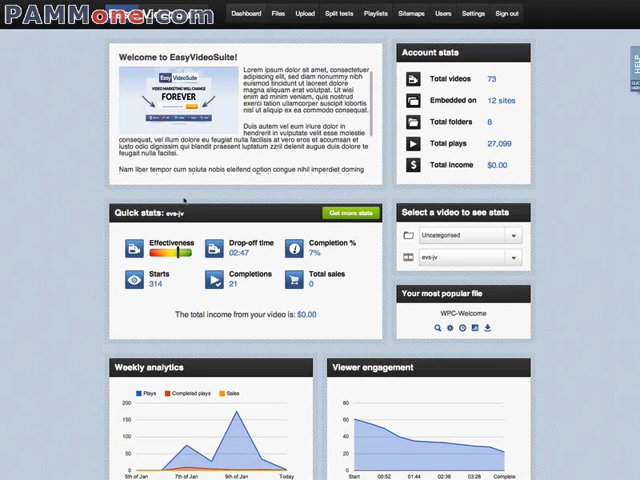 PAMMone.com
Dashboard Files Upload Split tests Playlists Sitemaps Users Settings Sign out
Welcome to EasyVideoSuite!
Easy VideoSuite
VIDEO MARKETING WILL CHANGE
FOREVER
Lorem ipsum dolor sit amet, consectetuer
adipiscing elit, sed diam nonummy nibh
euismod tincidunt ut laoreet dolore
magna aliquam erat volutpat. Ut wisi
enim ad minim veniam, quis nostrud
exerci tation ullamcorper suscipit lobortis
nisl ut aliquip ex ea commodo consequat.
Duis autem vel eum iriure dolor in
hendrerit in vulputate velit esse molestie
consequat, vel illum dolore eu feugiat nulla facilisis at vero eros et accumsan et
iusto odio dignissim qui blandit praesent luptatum zzril delenit augue duis dolore te
feugait nulla facilisi.
Nam liber tempor cum soluta nobis eleifend option congue nihil imperdiet doming
Account stats
Total videos 73
Embedded on 12 sites
Total folders 8
Total plays 27,099
Total income $0.00
HELP
Quick stats: evs-jv
Get more stats
Effectiveness
Drop-off time
02:47
Completion %
7%
Starts
314
Completions
21
Total sales
0
The total income from your video is: $0.00
Select a video to see stats
Uncategorised
evs-jv
Your most popular file
WPC-Welcome
Weekly analytics
Plays Completed plays Sales
200
150
100
50
0
5th of Jan 7th of Jan 9th of Jan Today
Viewer engagement
80
60
40
20
0
Start 00:52 01:44 02:36 03:28 Complete